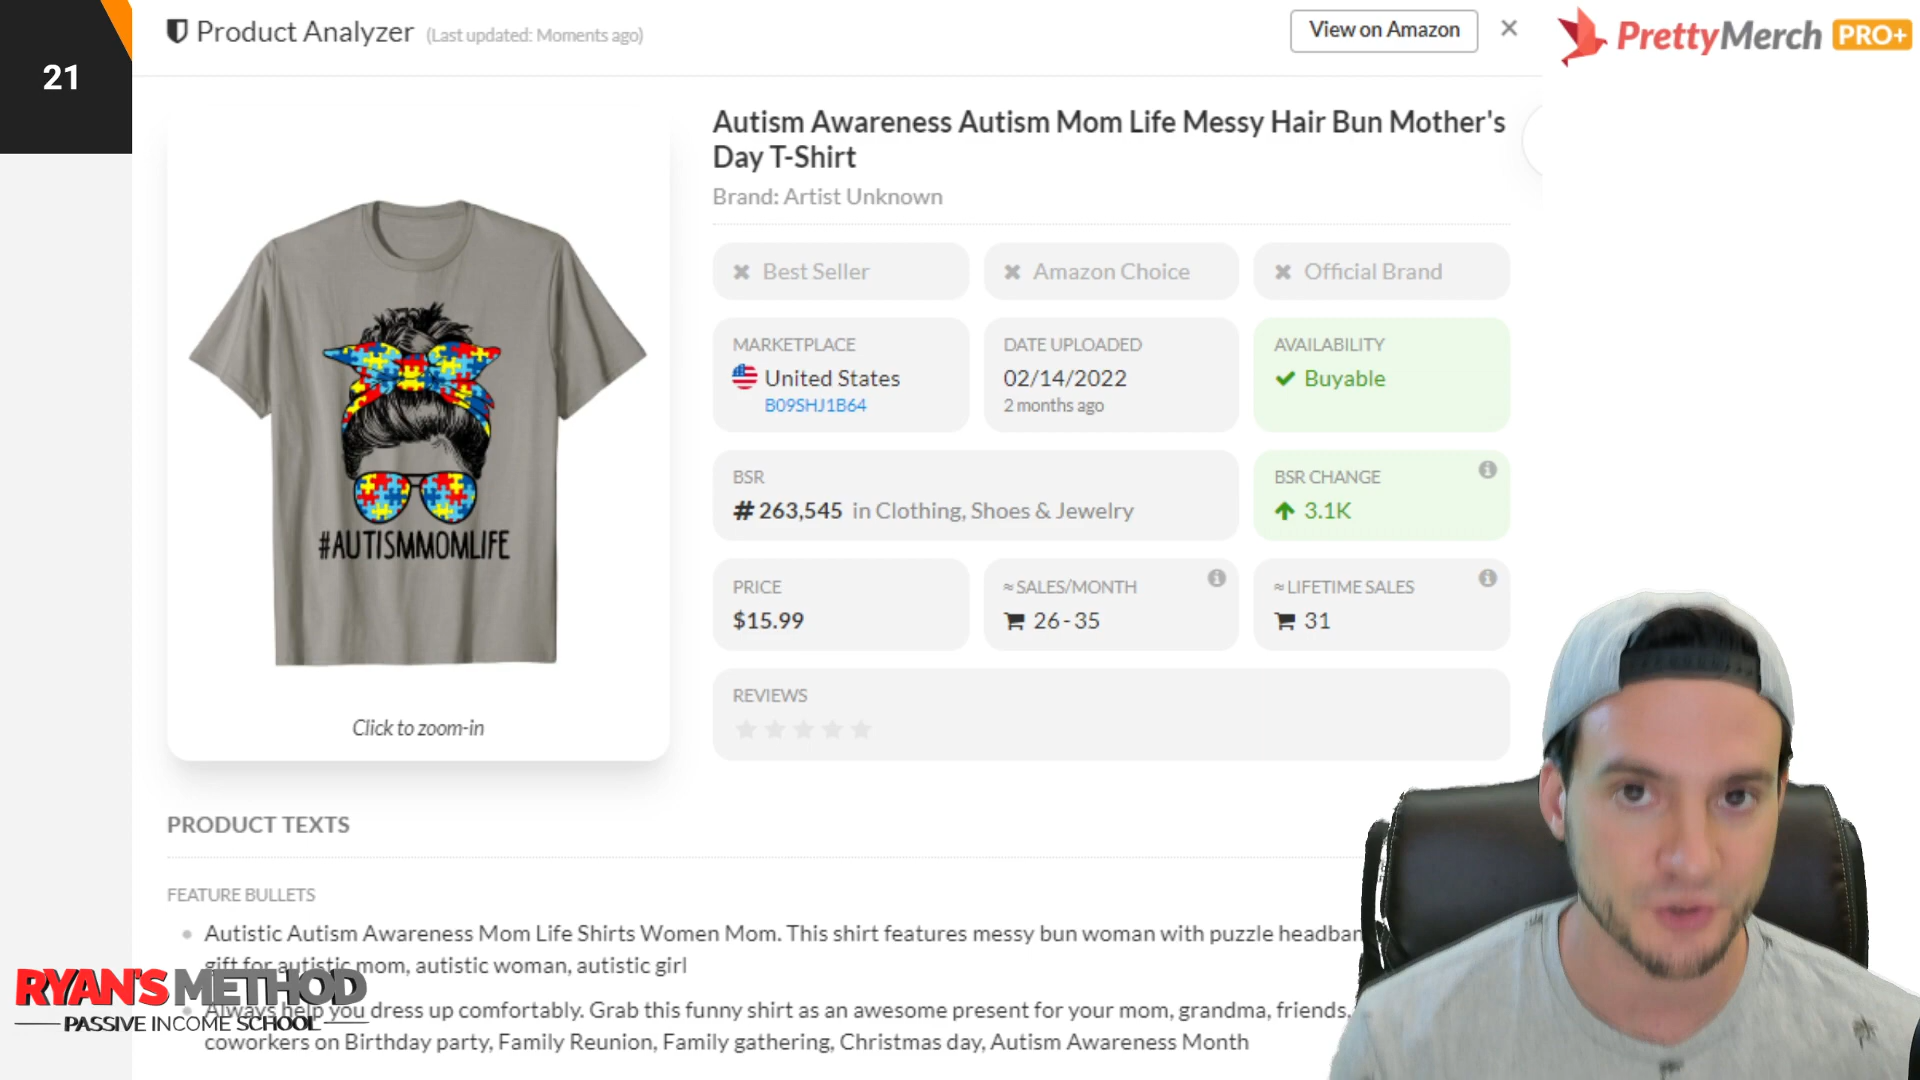 21
Product Analyzer (Last updated: Moments ago)
View on Amazon
PrettyMerch PRO+
Autism Awareness Autism Mom Life Messy Hair Bun Mother's
Day T-Shirt
Brand: Artist Unknown
Best Seller
Amazon Choice
Official Brand
MARKETPLACE
United States
B09SHJ1B64
DATE UPLOADED
02/14/2022
2 months ago
AVAILABILITY
Buyable
BSR
#263,545 in Clothing, Shoes & Jewelry
BSR CHANGE
3.1K
PRICE
$15.99
≈ SALES/MONTH
26 - 35
≈ LIFETIME SALES
31
REVIEWS
#AUTISMMOMLIFE
Click to zoom-in
PRODUCT TEXTS
FEATURE BULLETS
Autistic Autism Awareness Mom Life Shirts Women Mom. This shirt features messy bun woman with puzzle
gift for autistic mom, autistic woman, autistic girl
Always help you dress up comfortably. Grab this funny shirt as an awesome present for your mom, grandma, friends,
coworkers on Birthday party, Family Reunion, Family gathering, Christmas day, Autism Awareness Month
RYAN'S METHOD
PASSIVE INCOME SCHOOL